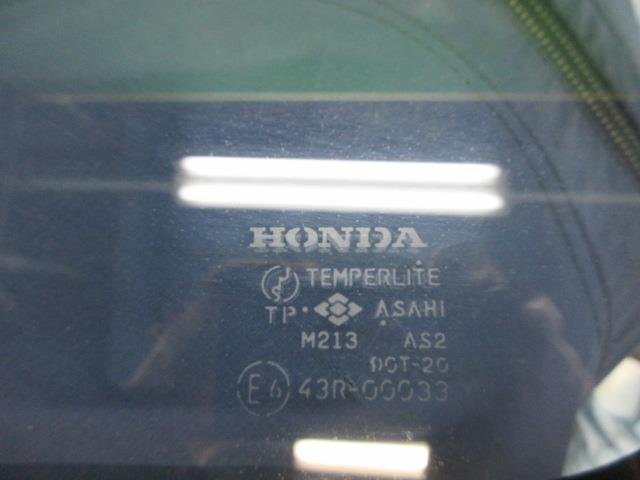 HONDA
TEMPERLITE
TP ASAHI
M213 AS2
DOT-20
E6 43R-00033